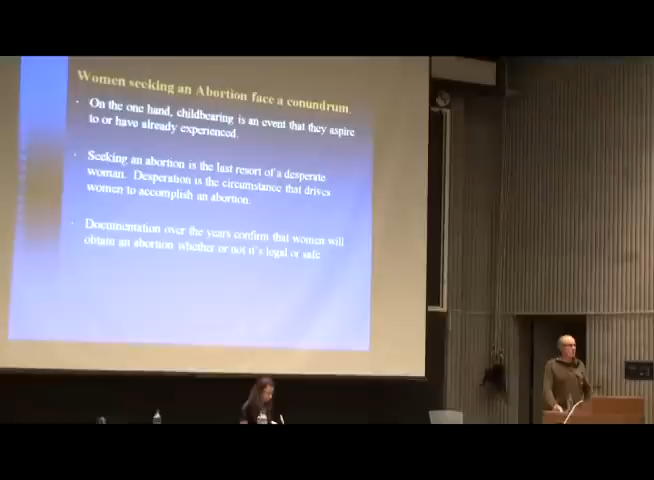 Women seeking an Abortion face a conundrum.
On the one hand, childbearing is an event that they aspire
to or have already experienced.
Seeking an abortion is the last resort of a desperate
woman. Desperation is the circumstance that drives
women to accomplish an abortion.
Documentation over the years confirm that women will
obtain an abortion whether or not it's legal or safe